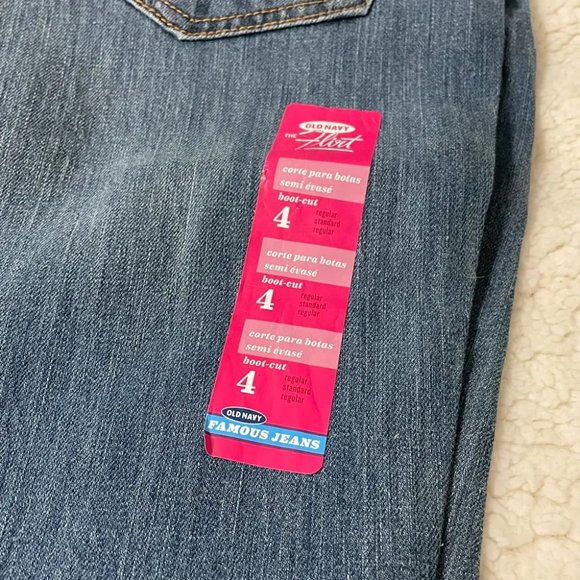 OLD NAVY
THE Flirt
corte para botas
semi évasé
boot-cut
4 regular
standard
regular
corte para botas
semi évasé
boot-cut
4 regular
standard
regular
corte para botas
semi évasé
boot-cut
4 regular
standard
regular
OLD NAVY
FAMOUS JEANS